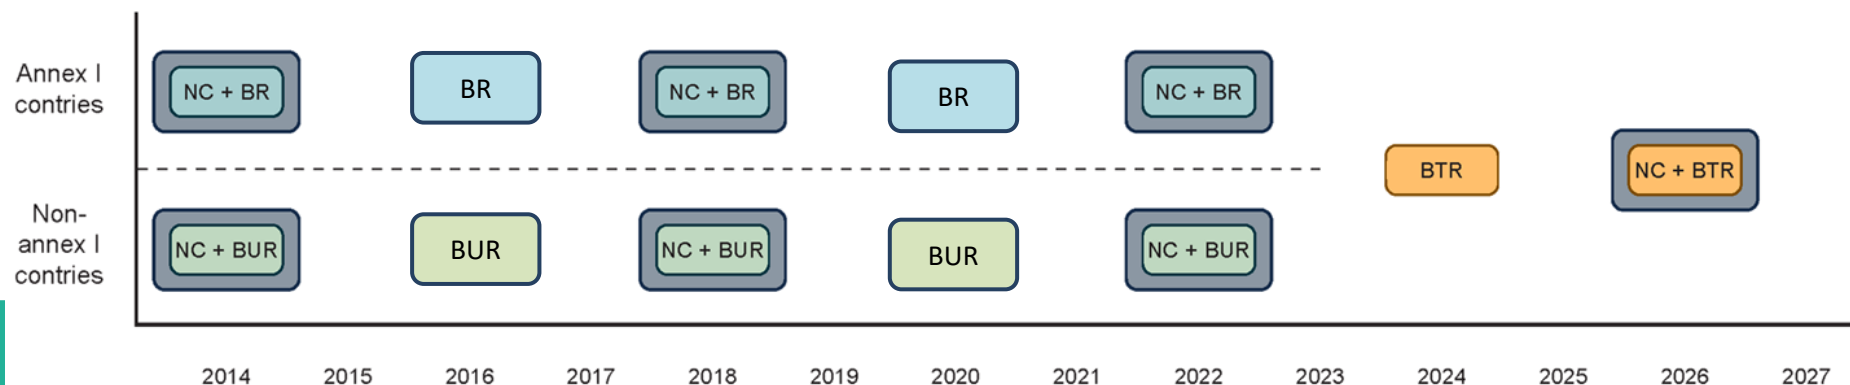 Annex I
contries
NC + BR
BR
NC + BR
BR
NC + BR
BTR
NC + BTR
Non-
annex I
contries
NC + BUR
BUR
NC + BUR
BUR
NC + BUR
2014 2015 2016 2017 2018 2019 2020 2021 2022 2023 2024 2025 2026 2027